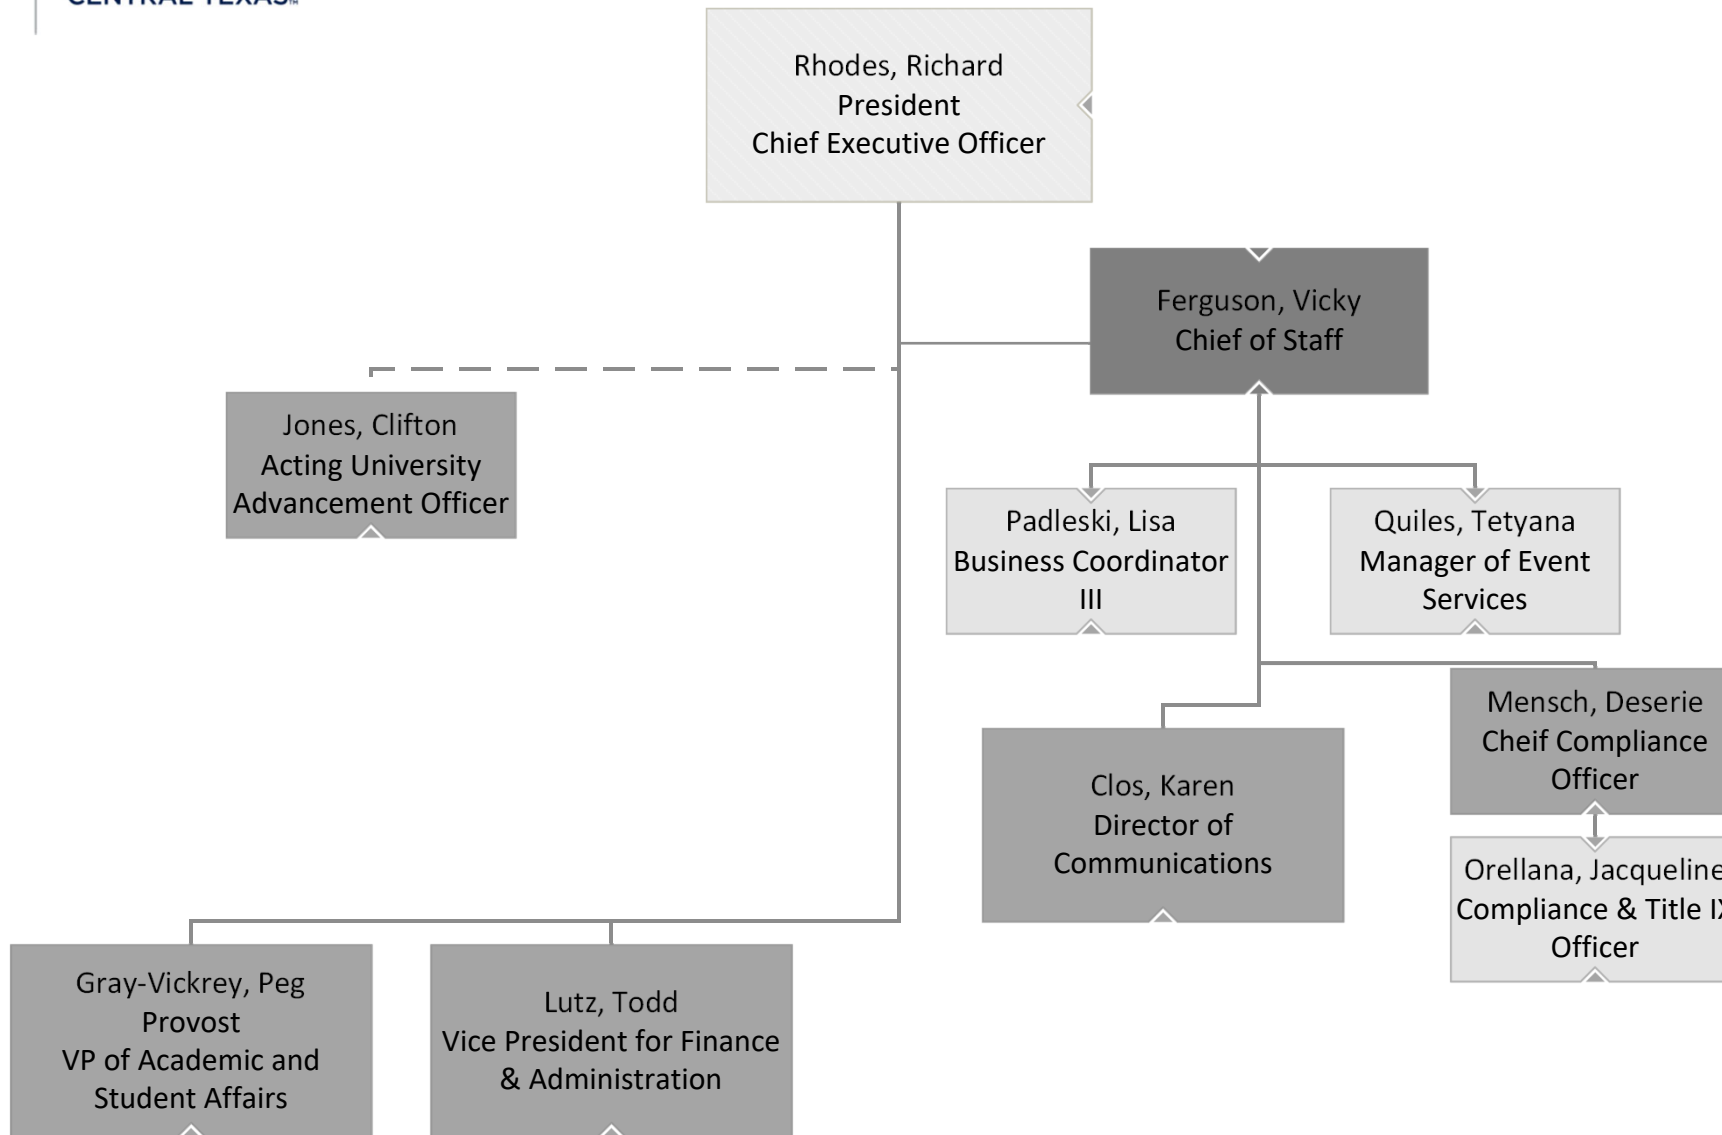 CENTRAL TEXAS
Rhodes, Richard
President
Chief Executive Officer
Ferguson, Vicky
Chief of Staff
Jones, Clifton
Acting University
Advancement Officer
Padleski, Lisa
Business Coordinator
III
Quiles, Tetyana
Manager of Event
Services
Mensch, Deserie
Cheif Compliance
Officer
Clos, Karen
Director of
Communications
Orellana, Jacqueline
Compliance & Title IX
Officer
Gray-Vickrey, Peg
Provost
VP of Academic and
Student Affairs
Lutz, Todd
Vice President for Finance
& Administration